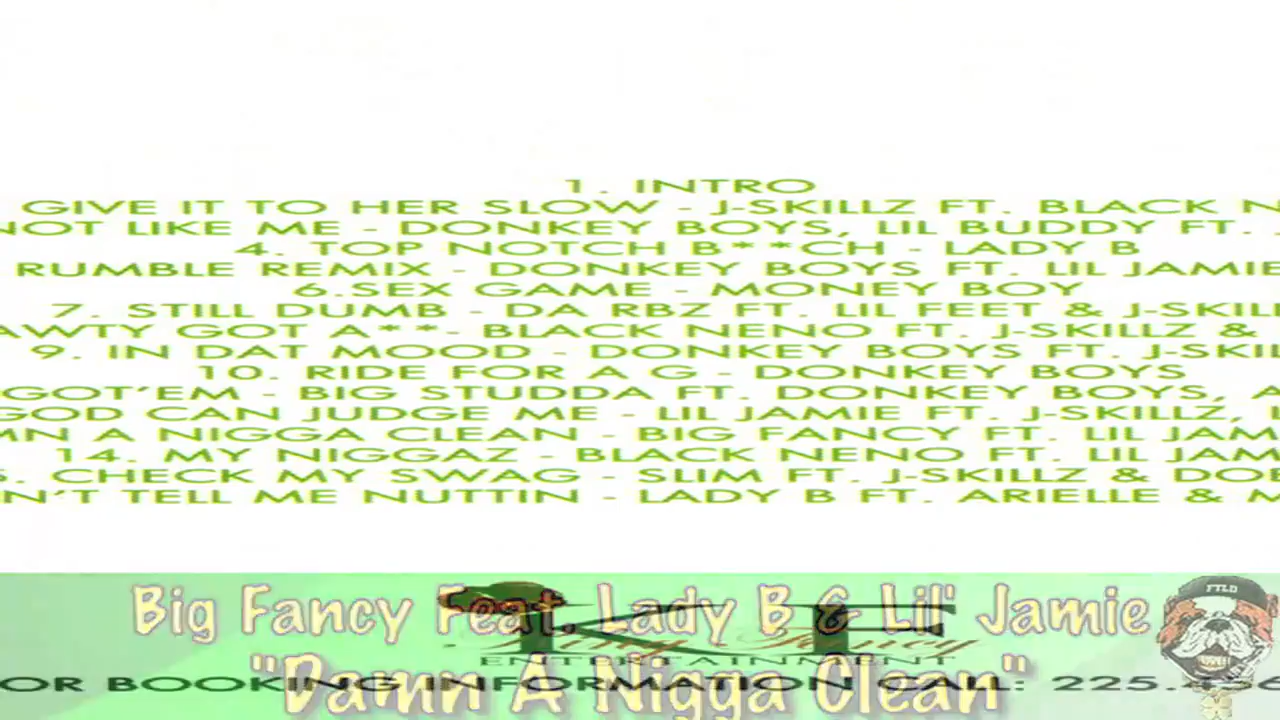 1. INTRO
GIVE IT TO HER SLOW - J-SKILLZ FT. BLACK N
NOT LIKE ME - DONKEY BOYS, LIL BUDDY FT.
4. TOP NOTCH B**CH - LADY B
RUMBLE REMIX - DONKEY BOYS FT. LIL JAMIE
6.SEX GAME - MONEY BOY
7. STILL DUMB - DA RBZ FT. LIL FEET & J-SKIL
AWTY GOT A**- BLACK NENO FT. J-SKILLZ &
9. IN DAT MOOD - DONKEY BOYS FT. J-SKIL
10. RIDE FOR A G - DONKEY BOYS
GOT'EM - BIG STUDDA FT. DONKEY BOYS, A
GOD CAN JUDGE ME - LIL JAMIE FT. J-SKILLZ,
MN A NIGGA CLEAN - BIG FANCY FT. LIL JAM
14. MY NIGGAZ - BLACK NENO FT. LIL JAM
. CHECK MY SWAG - SLIM FT. J-SKILLZ & DO
N'T TELL ME NUTTIN - LADY B FT. ARIELLE & M
Big Fancy Feat. Lady B & Lil' Jamie
K F
ENTERTAINMENT
"Damn A Nigga Clean"
OR BOOKING INFORMATION CALL: 225.
FTLD